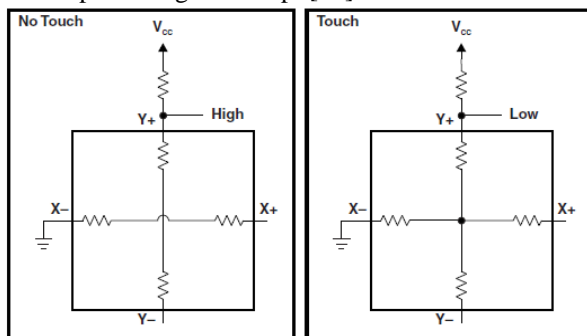 No Touch
Vcc
Y+
High
X–
X+
Y–
Touch
Vcc
Y+
Low
X–
X+
Y–